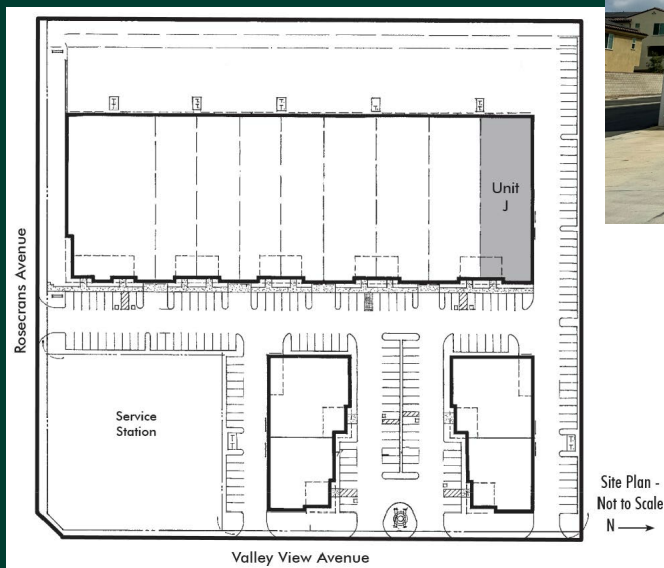 Unit
J
Rosecrans Avenue
Service
Station
Site Plan -
Not to Scale
N
Valley View Avenue